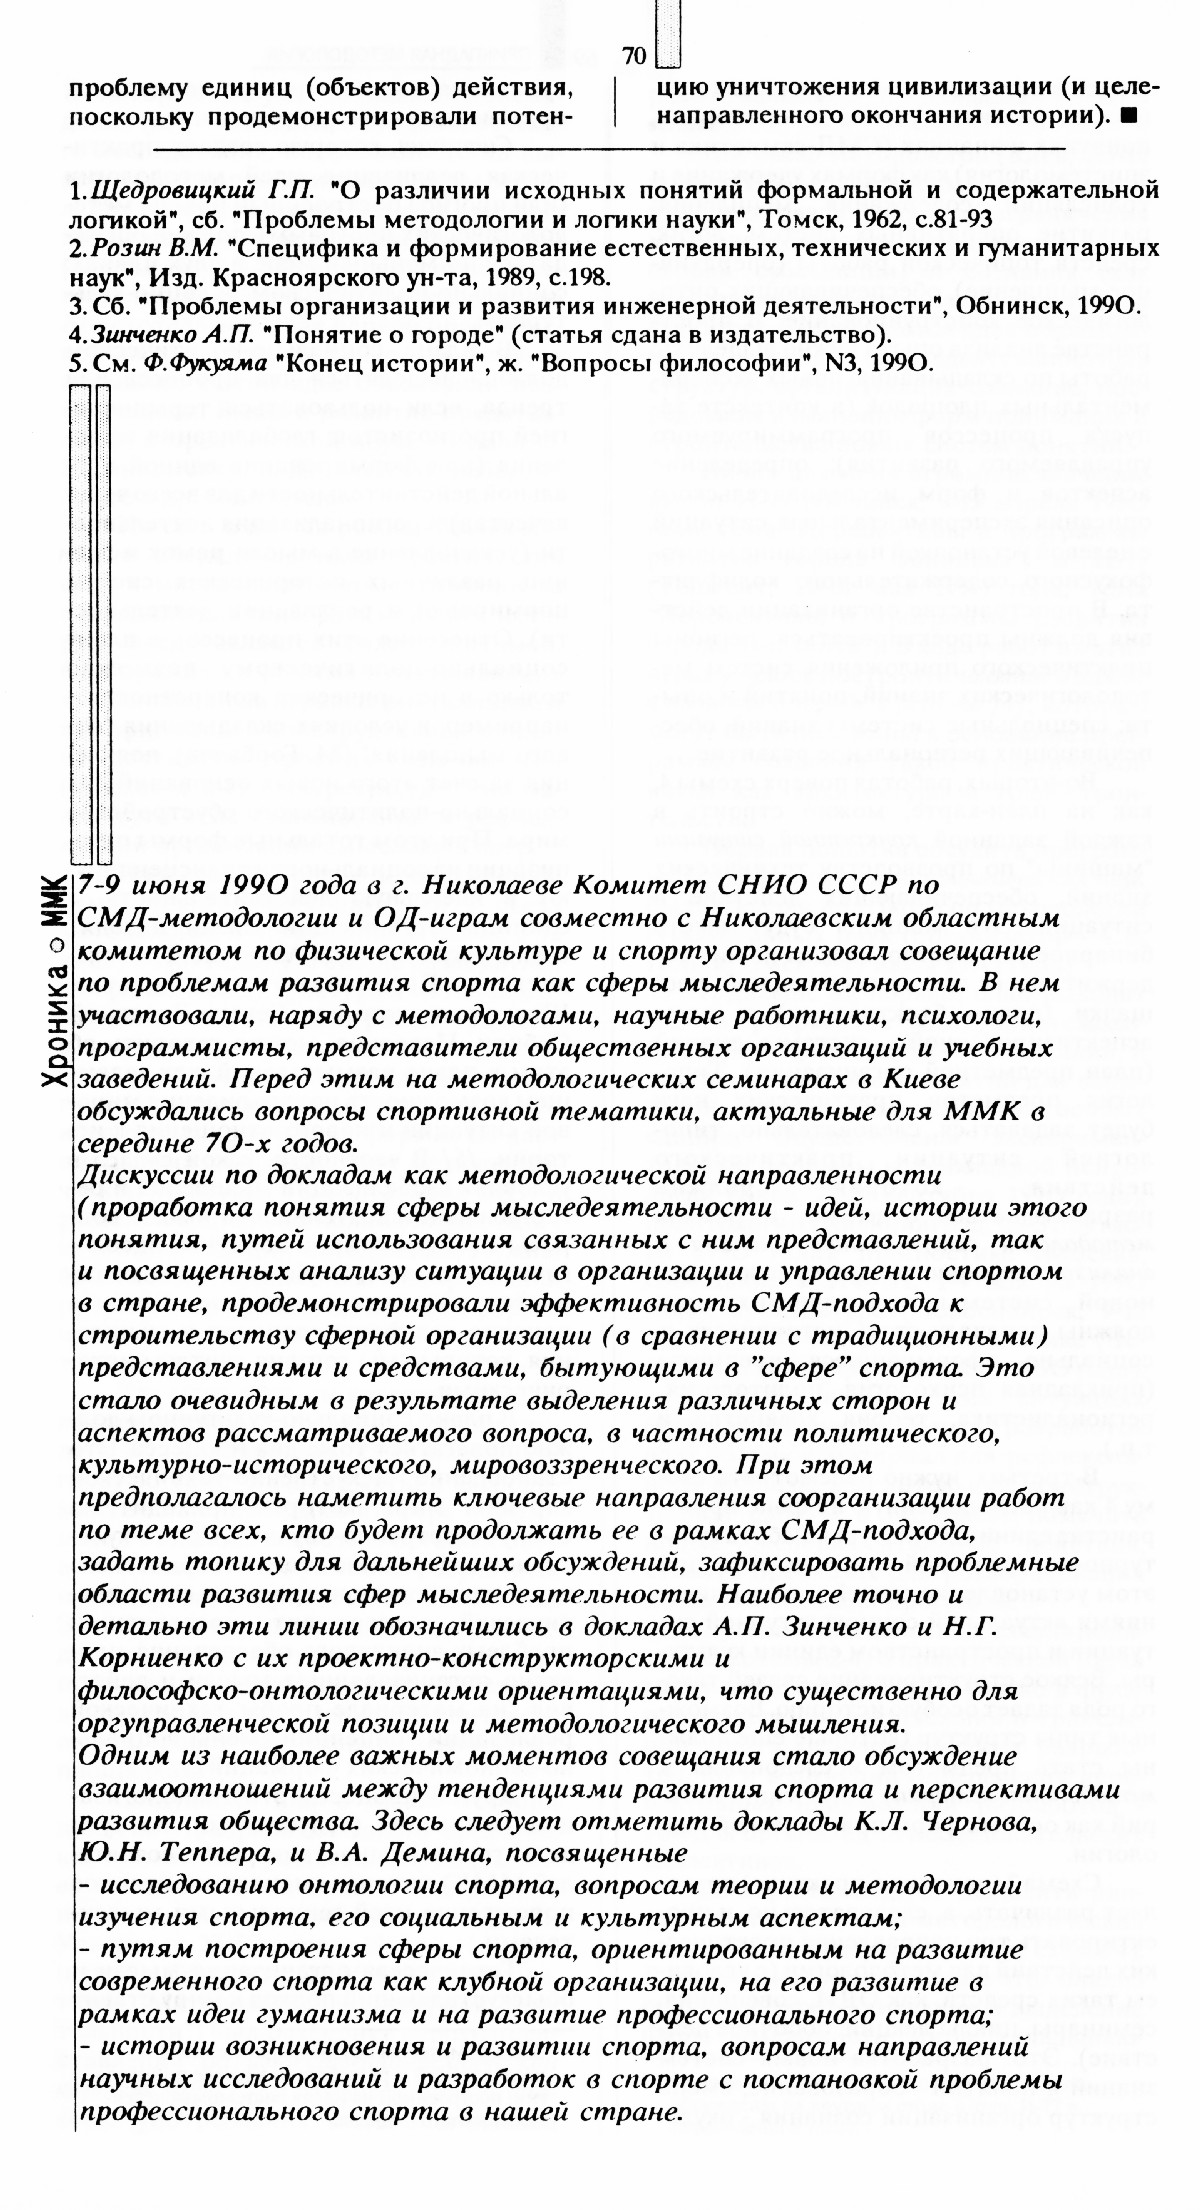 70
проблему единиц (объектов) действия,
поскольку продемонстрировали потен-
цию уничтожения цивилизации (и целе-
направленного окончания истории). ■
1.Щедровицкий Г.П. "О различии исходных понятий формальной и содержательной
логикой", сб. "Проблемы методологии и логики науки", Томск, 1962, с.81-93
2.Розин В.М. "Специфика и формирование естественных, технических и гуманитарных
наук", Изд. Красноярского ун-та, 1989, с.198.
3. Сб. "Проблемы организации и развития инженерной деятельности", Обнинск, 199О.
4.Зинченко А.П. "Понятие о городе" (статья сдана в издательство).
5. См. Ф.Фукуяма "Конец истории", ж. "Вопросы философии", N3, 199О.
Хроника о ММК
7-9 июня 199О года в г. Николаеве Комитет СНИО СССР по
СМД-методологии и ОД-играм совместно с Николаевским областным
комитетом по физической культуре и спорту организовал совещание
по проблемам развития спорта как сферы мыследеятельности. В нем
участвовали, наряду с методологами, научные работники, психологи,
программисты, представители общественных организаций и учебных
заведений. Перед этим на методологических семинарах в Киеве
обсуждались вопросы спортивной тематики, актуальные для ММК в
середине 7О-х годов.
Дискуссии по докладам как методологической направленности
(проработка понятия сферы мыследеятельности - идей, истории этого
понятия, путей использования связанных с ним представлений, так
и посвященных анализу ситуации в организации и управлении спортом
в стране, продемонстрировали эффективность СМД-подхода к
строительству сферной организации (в сравнении с традиционными)
представлениями и средствами, бытующими в "сфере" спорта. Это
стало очевидным в результате выделения различных сторон и
аспектов рассматриваемого вопроса, в частности политического,
культурно-исторического, мировоззренческого. При этом
предполагалось наметить ключевые направления соорганизации работ
по теме всех, кто будет продолжать ее в рамках СМД-подхода,
задать топику для дальнейших обсуждений, зафиксировать проблемные
области развития сфер мыследеятельности. Наиболее точно и
детально эти линии обозначились в докладах А.П. Зинченко и Н.Г.
Корниенко с их проектно-конструкторскими и
философско-онтологическими ориентациями, что существенно для
оргуправленческой позиции и методологического мышления.
Одним из наиболее важных моментов совещания стало обсуждение
взаимоотношений между тенденциями развития спорта и перспективами
развития общества. Здесь следует отметить доклады К.Л. Чернова,
Ю.Н. Теппера, и В.А. Демина, посвященные
- исследованию онтологии спорта, вопросам теории и методологии
изучения спорта, его социальным и культурным аспектам;
- путям построения сферы спорта, ориентированным на развитие
современного спорта как клубной организации, на его развитие в
рамках идеи гуманизма и на развитие профессионального спорта;
- истории возникновения и развитии спорта, вопросам направлений
научных исследований и разработок в спорте с постановкой проблемы
профессионального спорта в нашей стране.